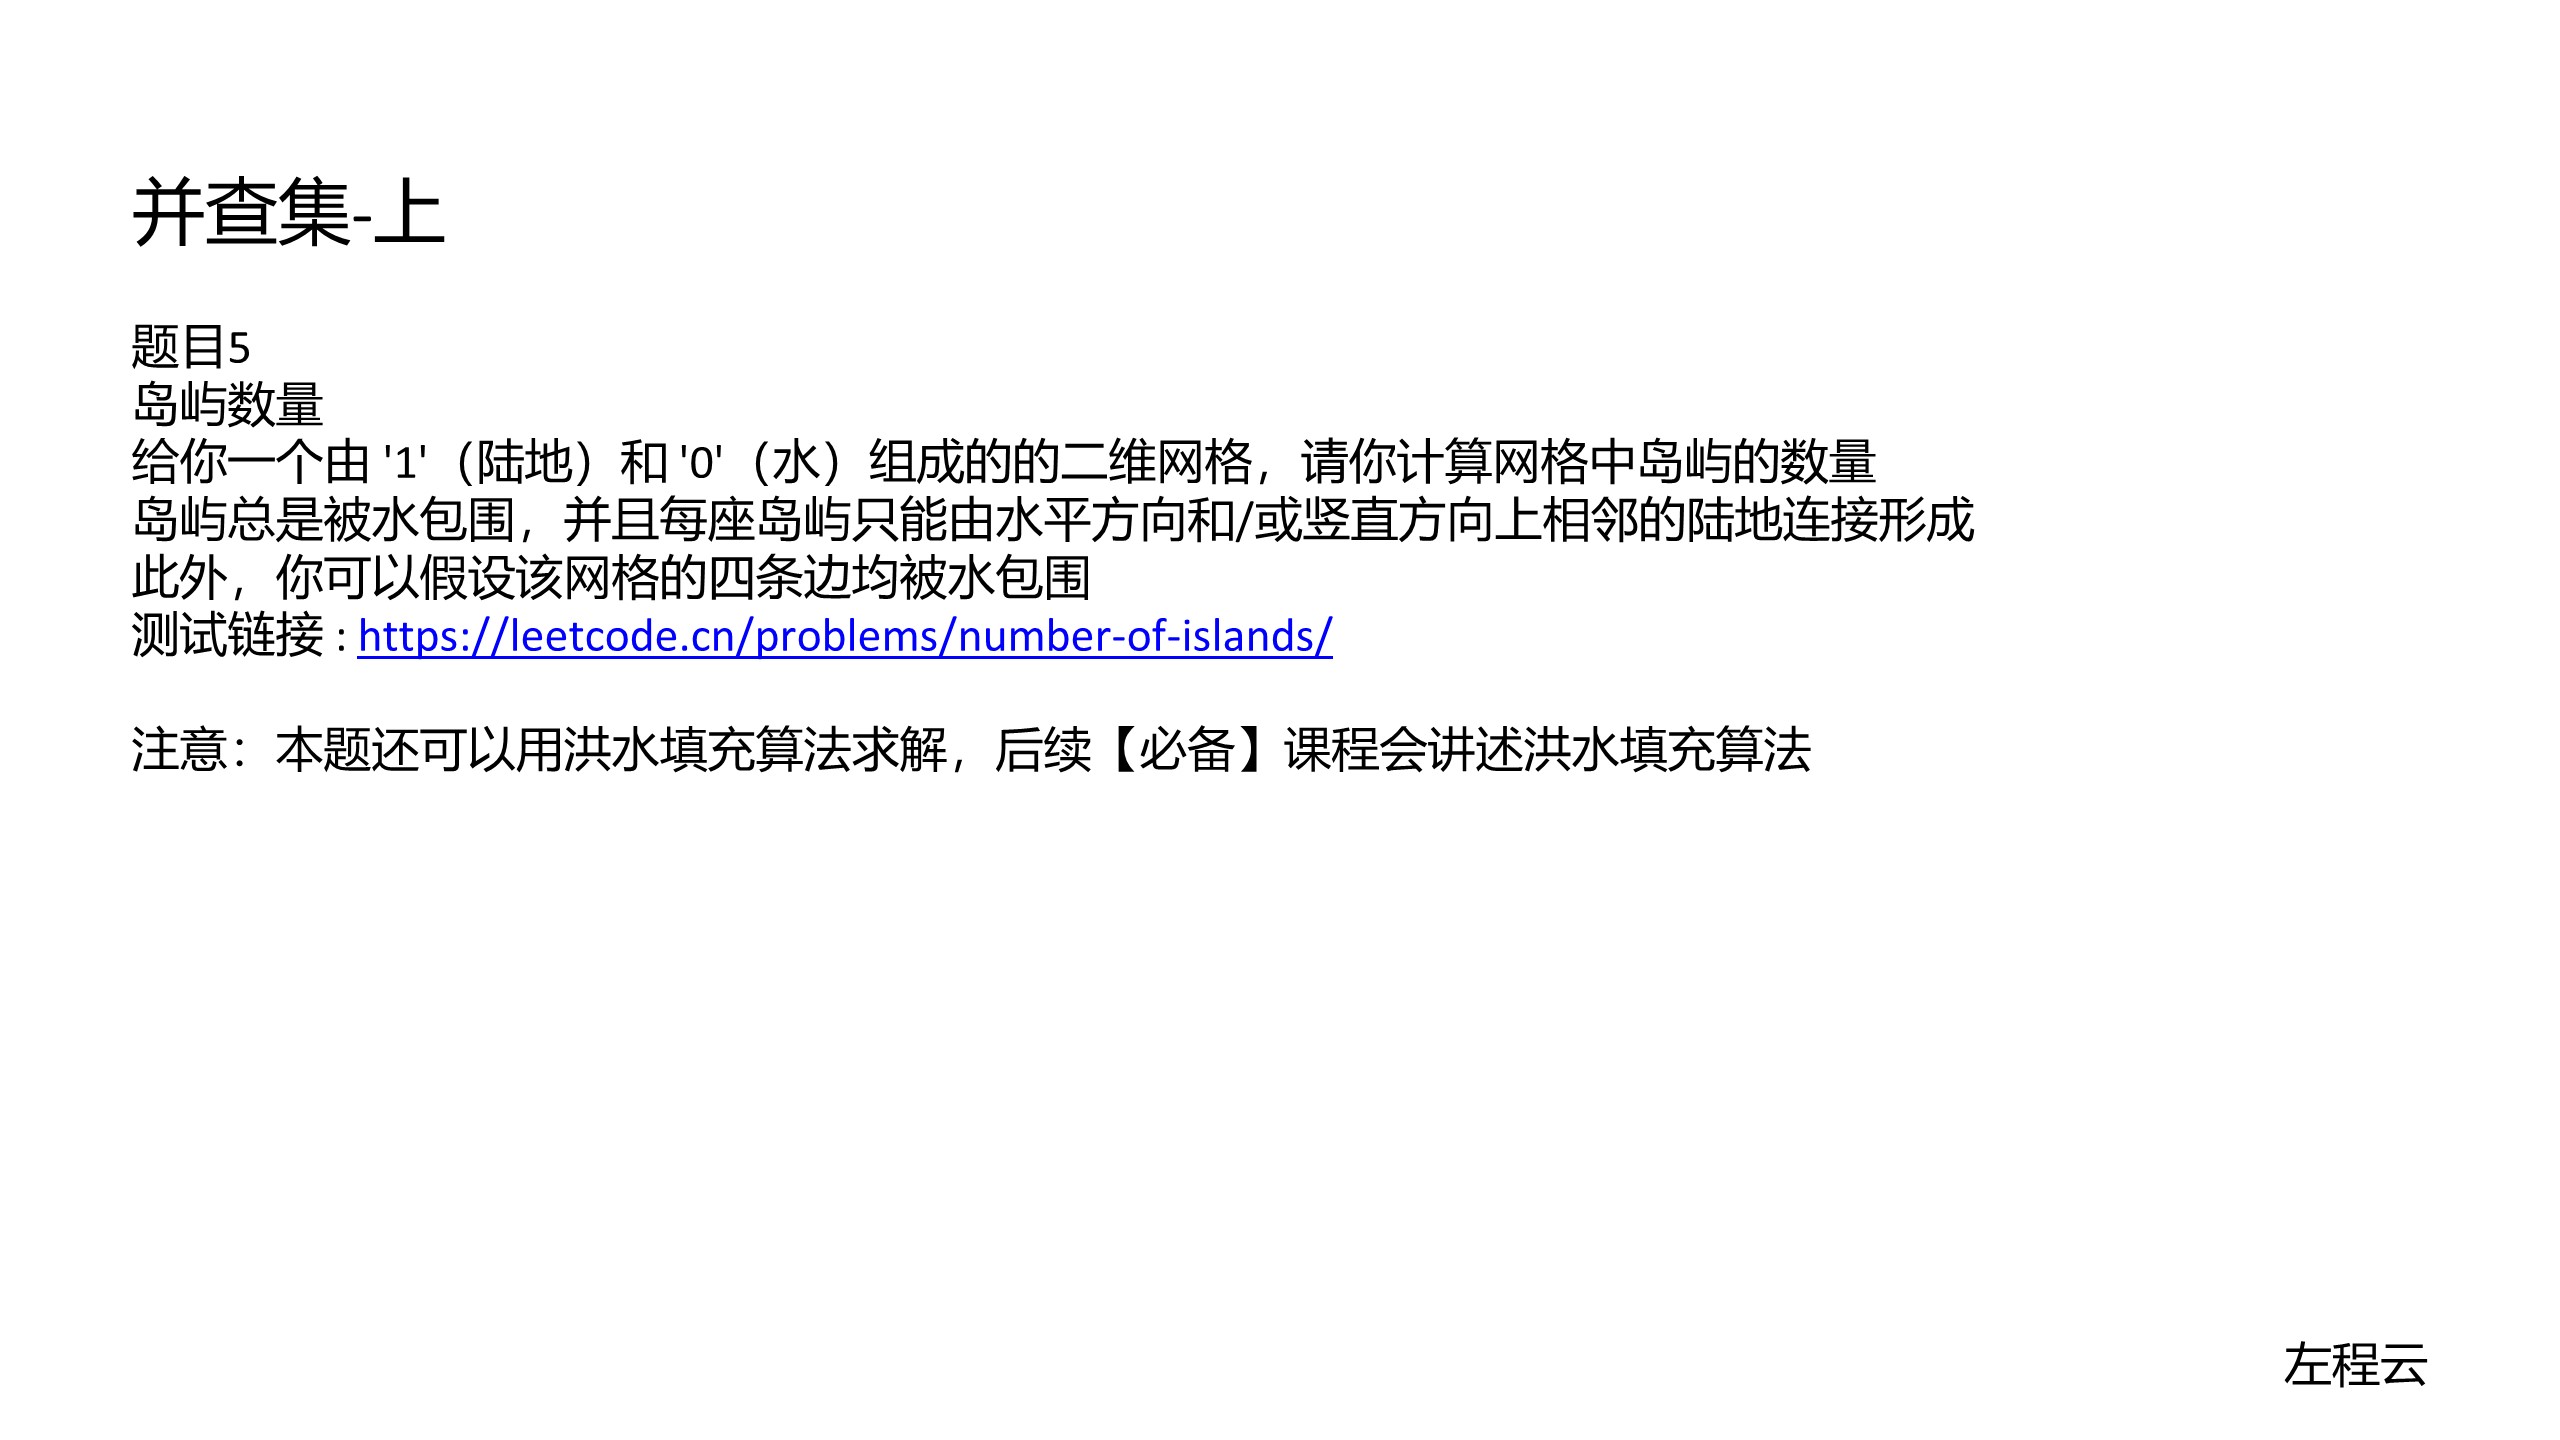 并查集-上
题目5
岛屿数量
给你一个由 '1'（陆地）和 '0'（水）组成的的二维网格，请你计算网格中岛屿的数量
岛屿总是被水包围，并且每座岛屿只能由水平方向和/或竖直方向上相邻的陆地连接形成
此外，你可以假设该网格的四条边均被水包围
测试链接 : https://leetcode.cn/problems/number-of-islands/
注意：本题还可以用洪水填充算法求解，后续【必备】课程会讲述洪水填充算法
左程云